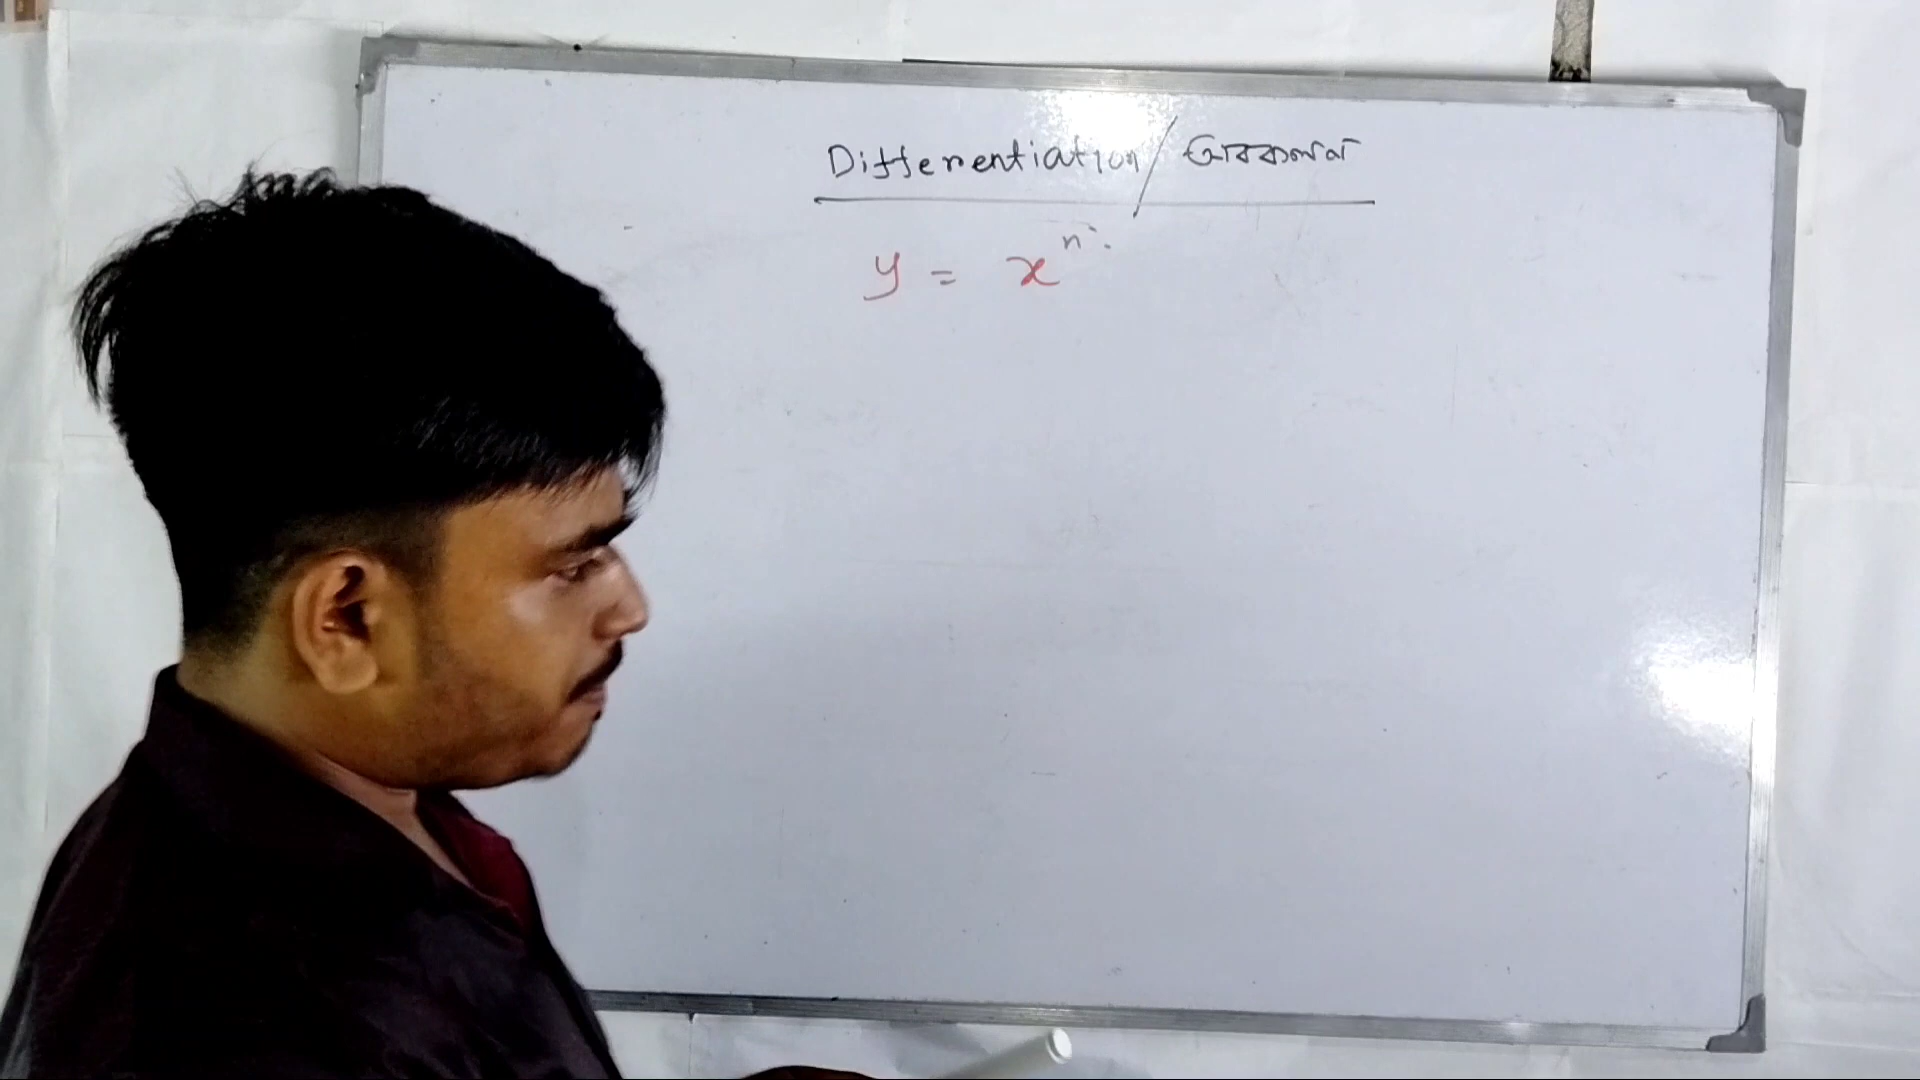 Differentiation / অবকলন
y = xⁿ